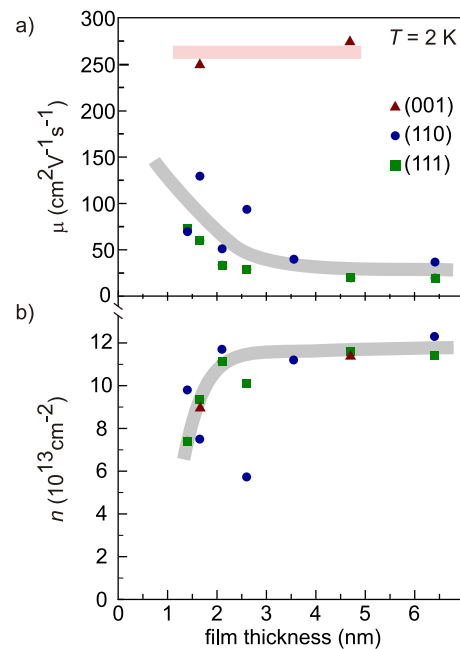 a)
T = 2 K
300
250
200
150
100
50
0
μ (cm²V⁻¹s⁻¹)
(001)
(110)
(111)
b)
12
10
8
6
4
2
0
n (10¹³cm⁻²)
0 1 2 3 4 5 6
film thickness (nm)